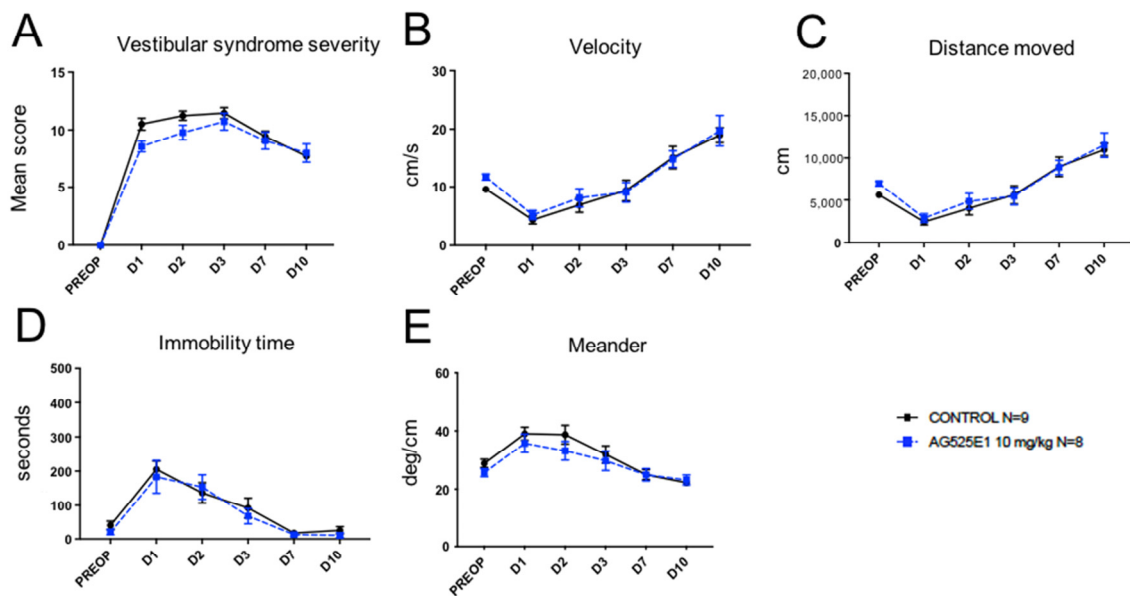 A
Vestibular syndrome severity
Mean score
15
10
5
0
PREOP
D1
D2
D3
D7
D10
B
Velocity
cm/s
30
20
10
0
PREOP
D1
D2
D3
D7
D10
C
Distance moved
cm
20,000
15,000
10,000
5,000
0
PREOP
D1
D2
D3
D7
D10
D
Immobility time
seconds
500
400
300
200
100
0
PREOP
D1
D2
D3
D7
D10
E
Meander
deg/cm
60
40
20
0
PREOP
D1
D2
D3
D7
D10
CONTROL N=9
AG525E1 10 mg/kg N=8